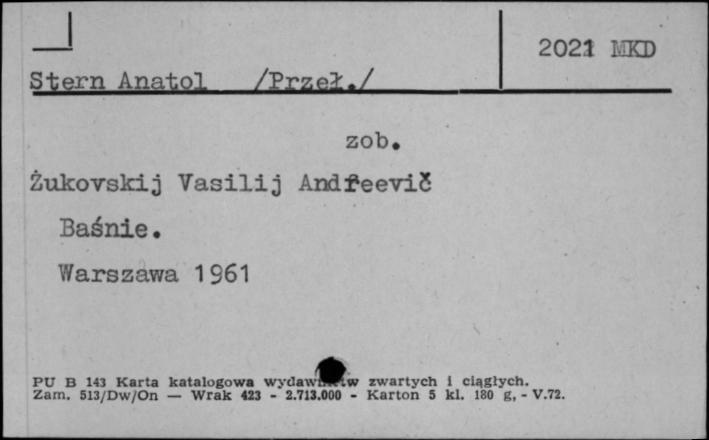 2021 MKD
Stern Anatol /Przeł./
zob.
Żukovskij Vasilij Andreevič
Baśnie.
Warszawa 1961
PU B 143 Karta katalogowa zwartych i ciągłych.
Zam. 513/Dw/On — Wrak 423 - 2.713.000 - Karton 5 kl. 180 g, - V.72.